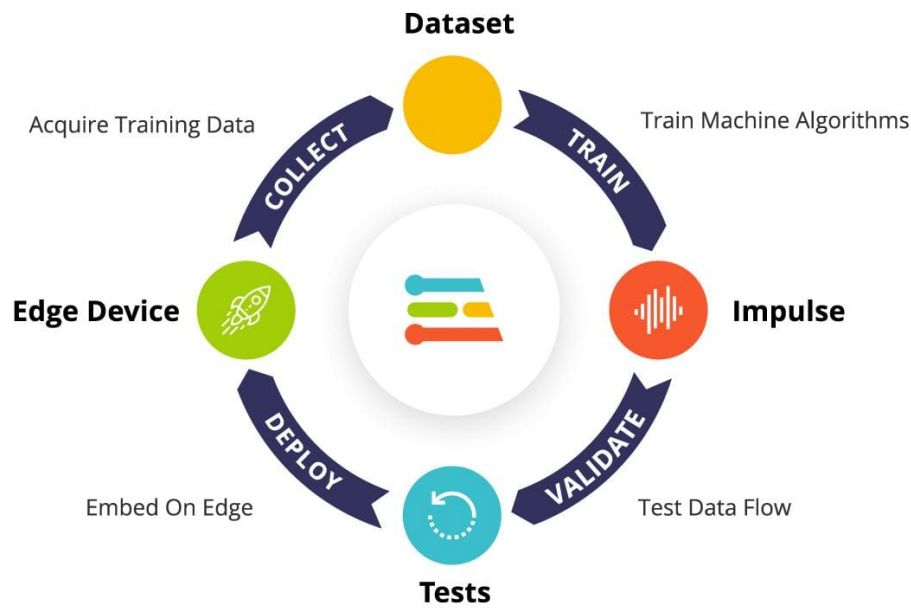 Dataset
Acquire Training Data
COLLECT
TRAIN
Train Machine Algorithms
Edge Device
Impulse
DEPLOY
VALIDATE
Embed On Edge
Test Data Flow
Tests